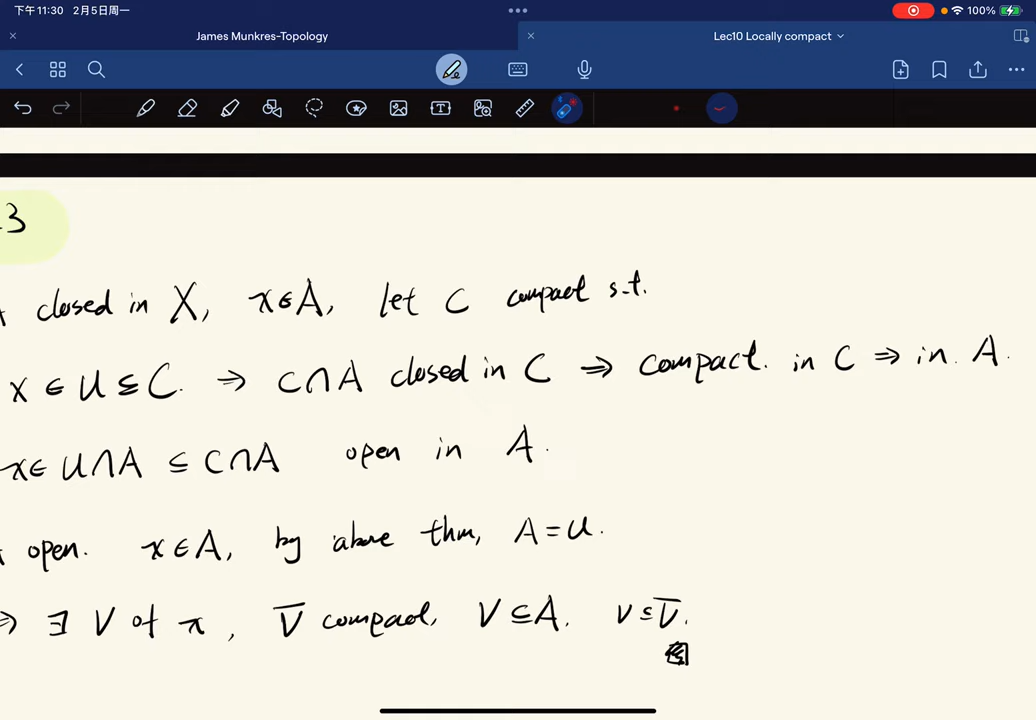 下午11:30 2月5日周一
100%
James Munkres-Topology
Lec10 Locally compact
3
closed in X, x∈A, let C compact s.t.
x ∈ U ⊆ C. ⇒ C∩A closed in C ⇒ compact. in C ⇒ in. A.
x∈ U∩A ⊆ C∩A open in A.
open. x∈A, by above thm, A=U.
⇒ ∃ V of x, V̅ compact, V⊆A. V⊆V̅.